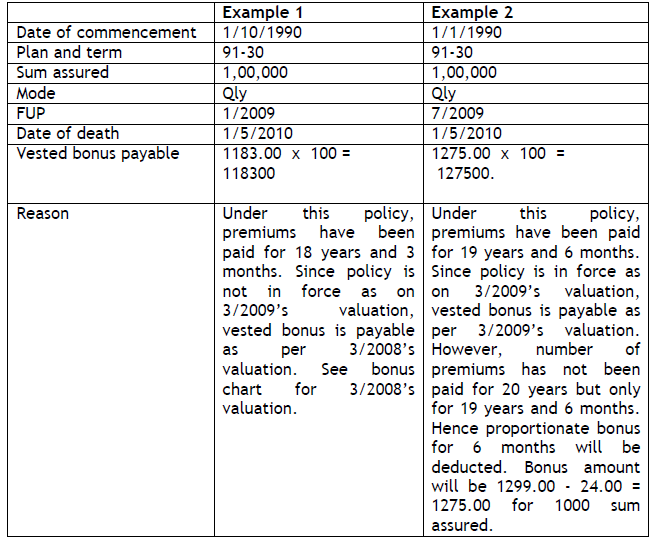 Example 1 Example 2
Date of commencement 1/10/1990 1/1/1990
Plan and term 91-30 91-30
Sum assured 1,00,000 1,00,000
Mode Qly Qly
FUP 1/2009 7/2009
Date of death 1/5/2010 1/5/2010
Vested bonus payable 1183.00 x 100 = 1275.00 x 100 =
118300 127500.
Reason Under this policy, Under this policy,
premiums have been premiums have been paid
paid for 18 years and 3 for 19 years and 6 months.
months. Since policy is Since policy is in force as
not in force as on on 3/2009's valuation,
3/2009's valuation, vested bonus is payable as
vested bonus is payable per 3/2009's valuation.
as per 3/2008's However, number of
valuation. See bonus premiums has not been
chart for 3/2008's paid for 20 years but only
valuation. for 19 years and 6 months.
Hence proportionate bonus
for 6 months will be
deducted. Bonus amount
will be 1299.00 - 24.00 =
1275.00 for 1000 sum
assured.